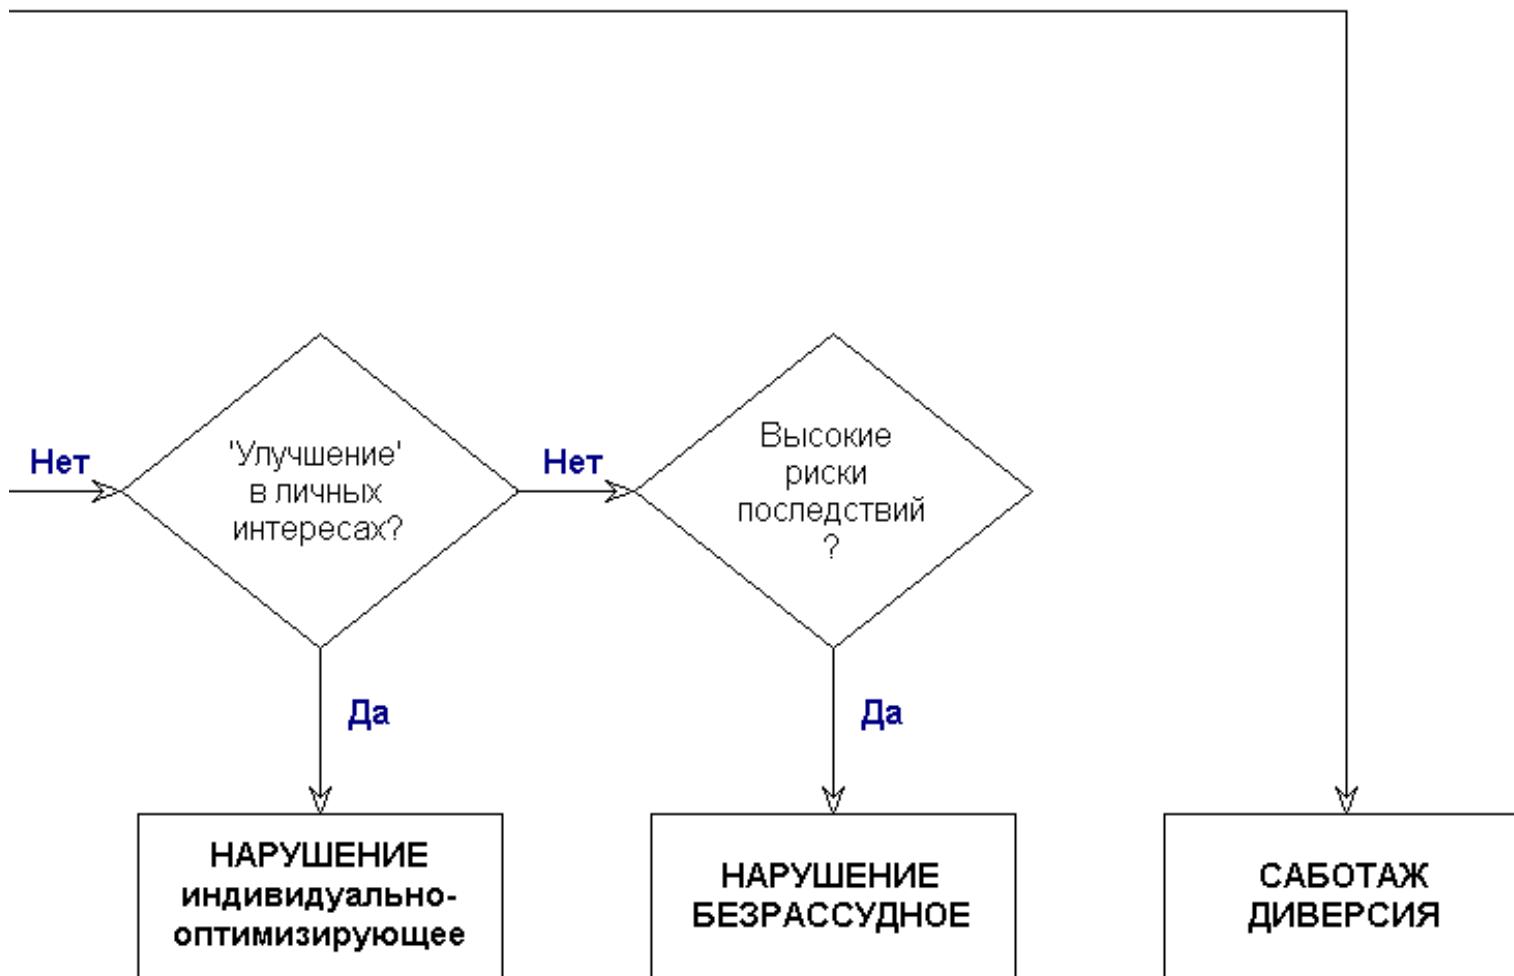 Нет
'Улучшение'
в личных
интересах?
Нет
Высокие
риски
последствий
?
Да
Да
НАРУШЕНИЕ
индивидуально-
оптимизирующее
НАРУШЕНИЕ
БЕЗРАССУДНОЕ
САБОТАЖ
ДИВЕРСИЯ